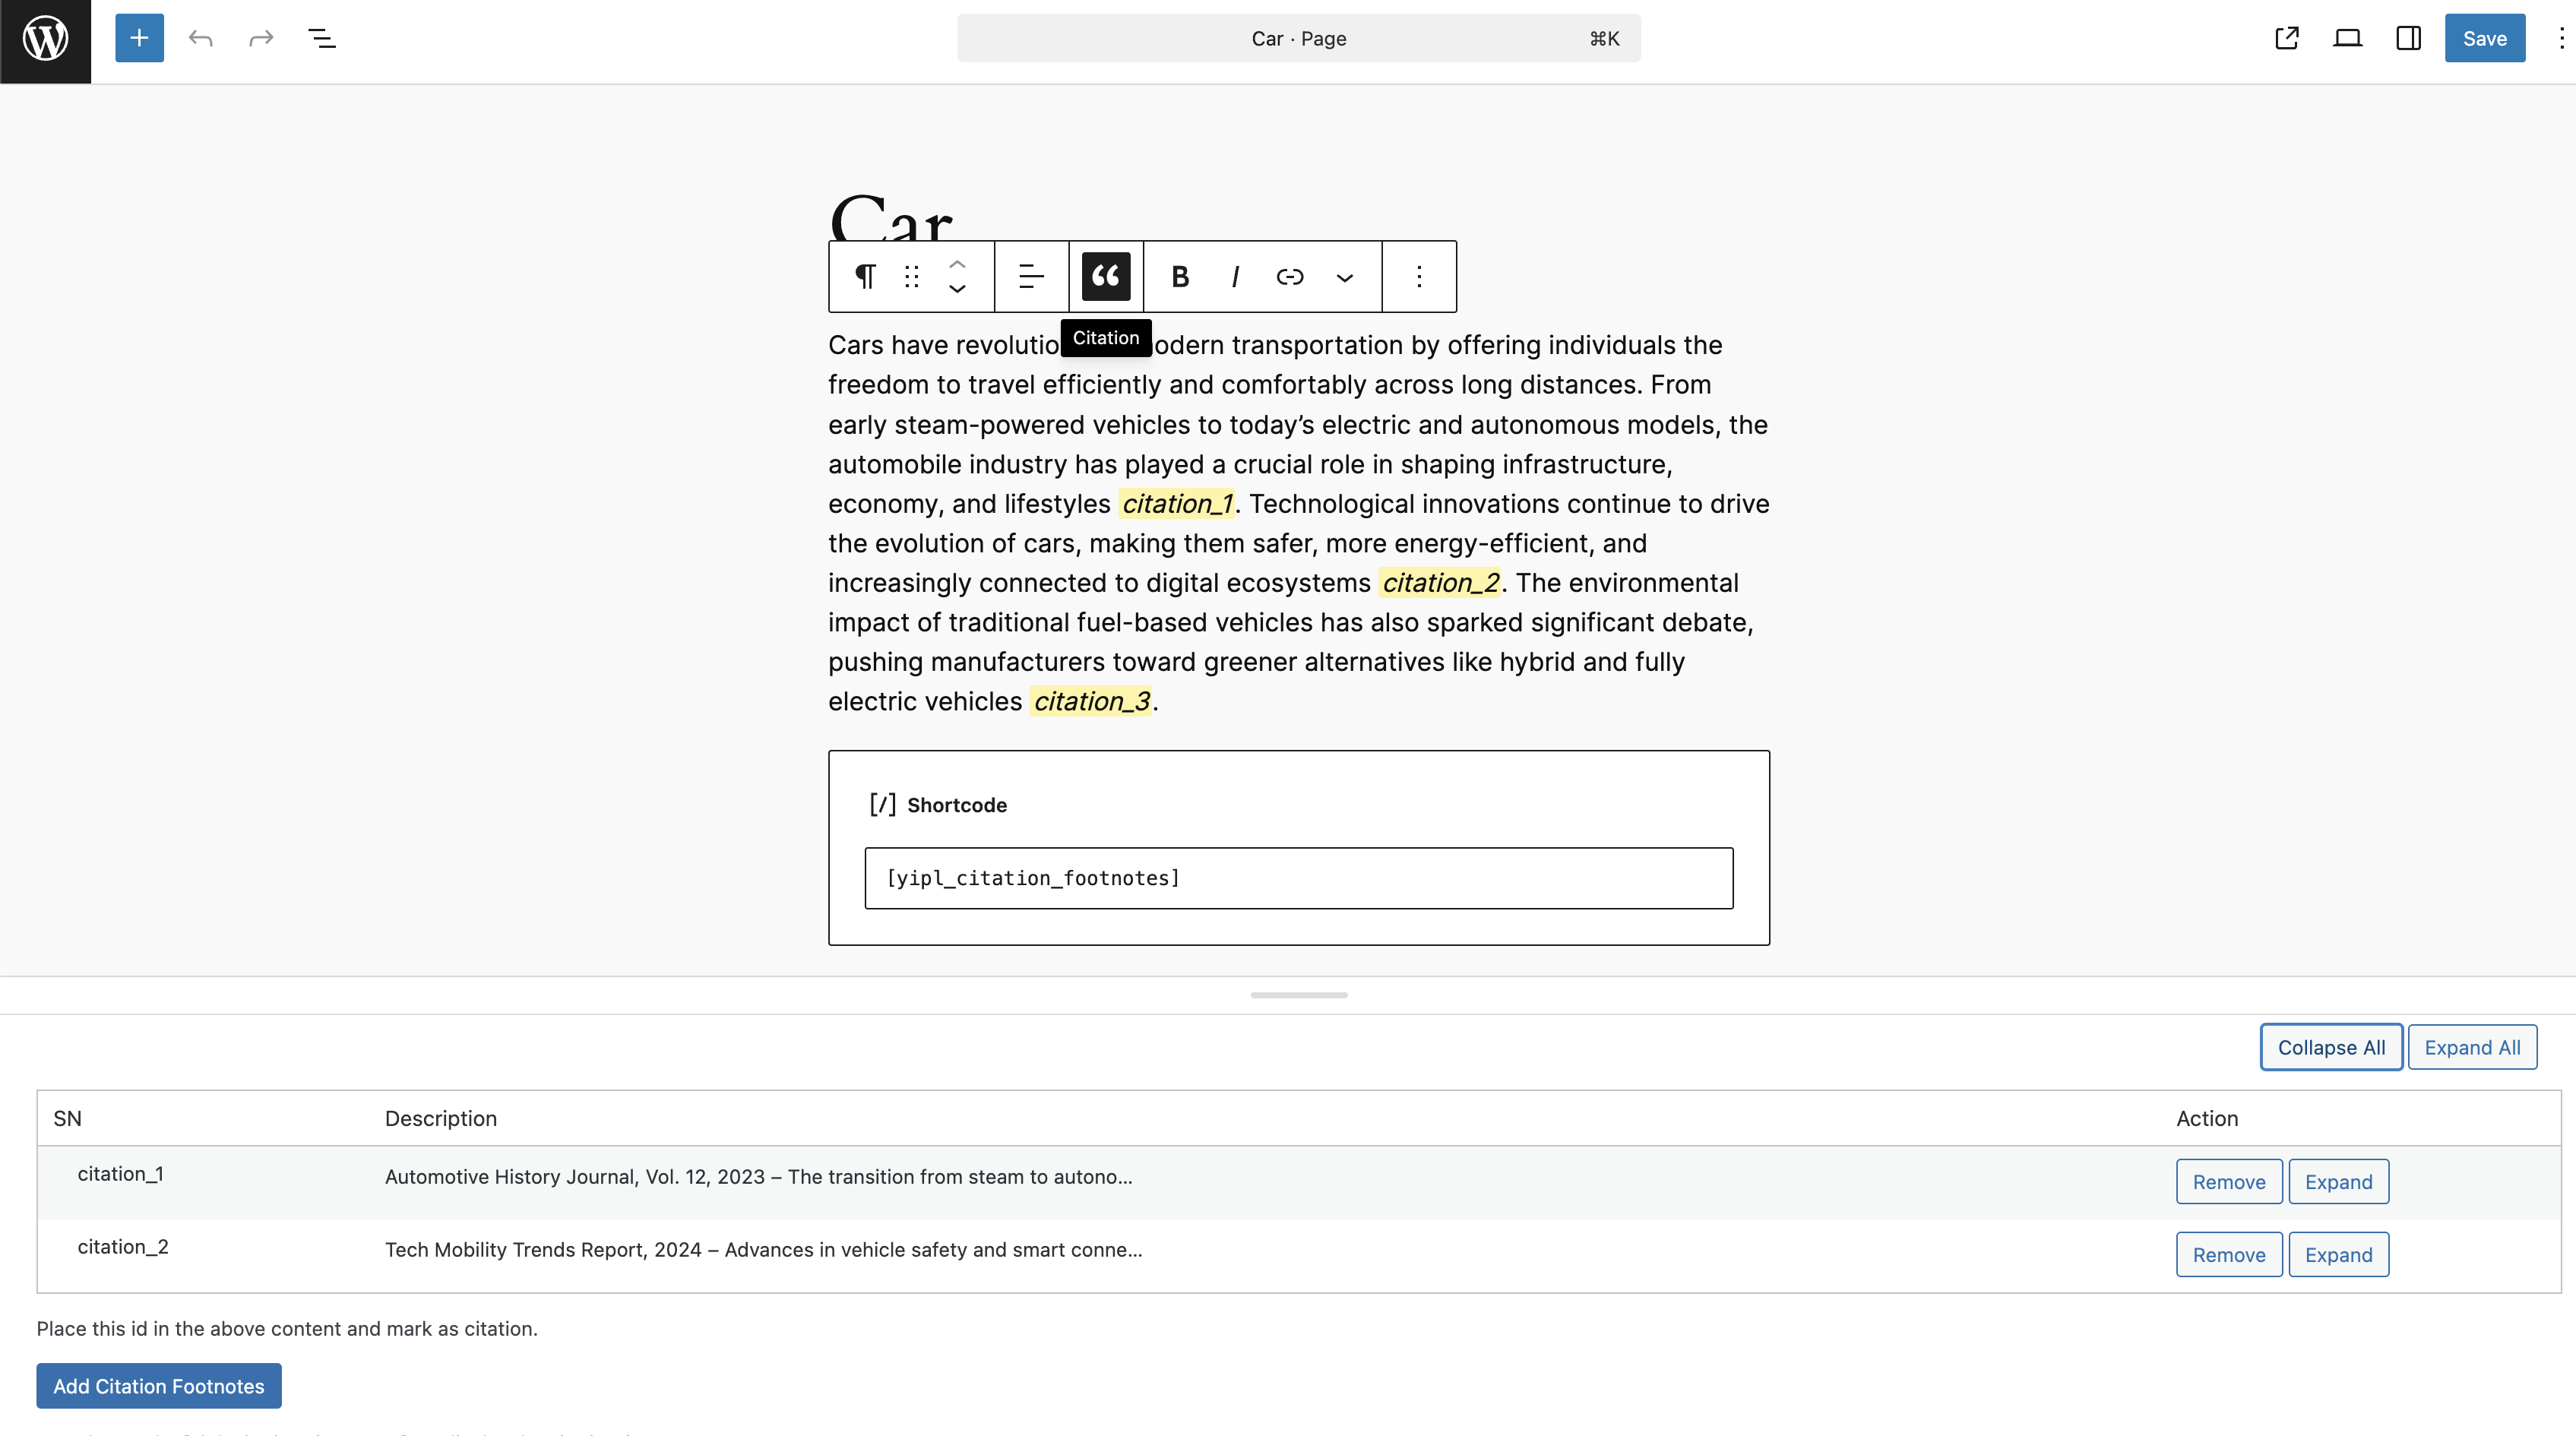 Car · Page
⌘K
Save
Car
B I
Citation
Cars have revolutio odern transportation by offering individuals the
freedom to travel efficiently and comfortably across long distances. From
early steam-powered vehicles to today’s electric and autonomous models, the
automobile industry has played a crucial role in shaping infrastructure,
economy, and lifestyles citation_1. Technological innovations continue to drive
the evolution of cars, making them safer, more energy-efficient, and
increasingly connected to digital ecosystems citation_2. The environmental
impact of traditional fuel-based vehicles has also sparked significant debate,
pushing manufacturers toward greener alternatives like hybrid and fully
electric vehicles citation_3.
[/] Shortcode
[yipl_citation_footnotes]
Collapse All
Expand All
SN Description Action
citation_1 Automotive History Journal, Vol. 12, 2023 – The transition from steam to autono... Remove Expand
citation_2 Tech Mobility Trends Report, 2024 – Advances in vehicle safety and smart conne... Remove Expand
Place this id in the above content and mark as citation.
Add Citation Footnotes